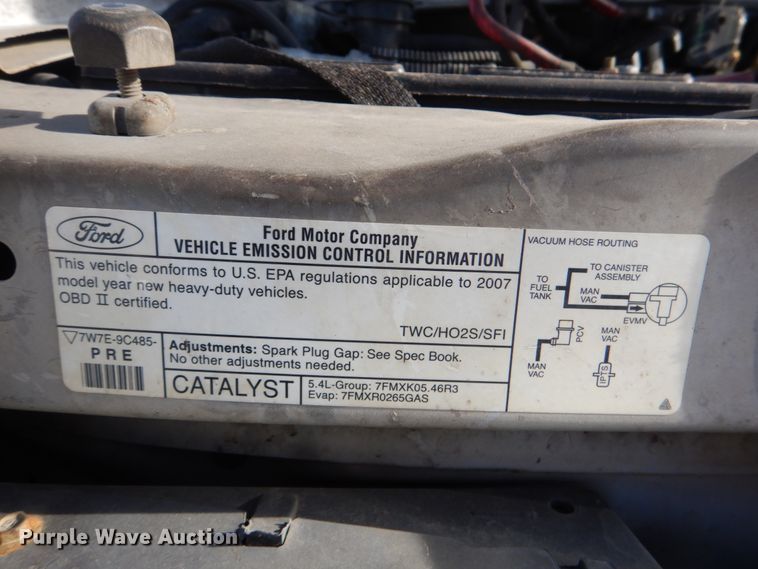 Ford
Ford Motor Company
VEHICLE EMISSION CONTROL INFORMATION
This vehicle conforms to U.S. EPA regulations applicable to 2007
model year new heavy-duty vehicles.
OBD II certified.
TWC/HO2S/SFI
7W7E-9C485-
PRE
Adjustments: Spark Plug Gap: See Spec Book.
No other adjustments needed.
CATALYST
5.4L-Group: 7FMXK05.46R3
Evap: 7FMXR0265GAS
VACUUM HOSE ROUTING
TO CANISTER
ASSEMBLY
TO
FUEL
TANK
MAN
VAC
EVMV
PCV
MAN
VAC
MAN
VAC
IFTS
Purple Wave Auction